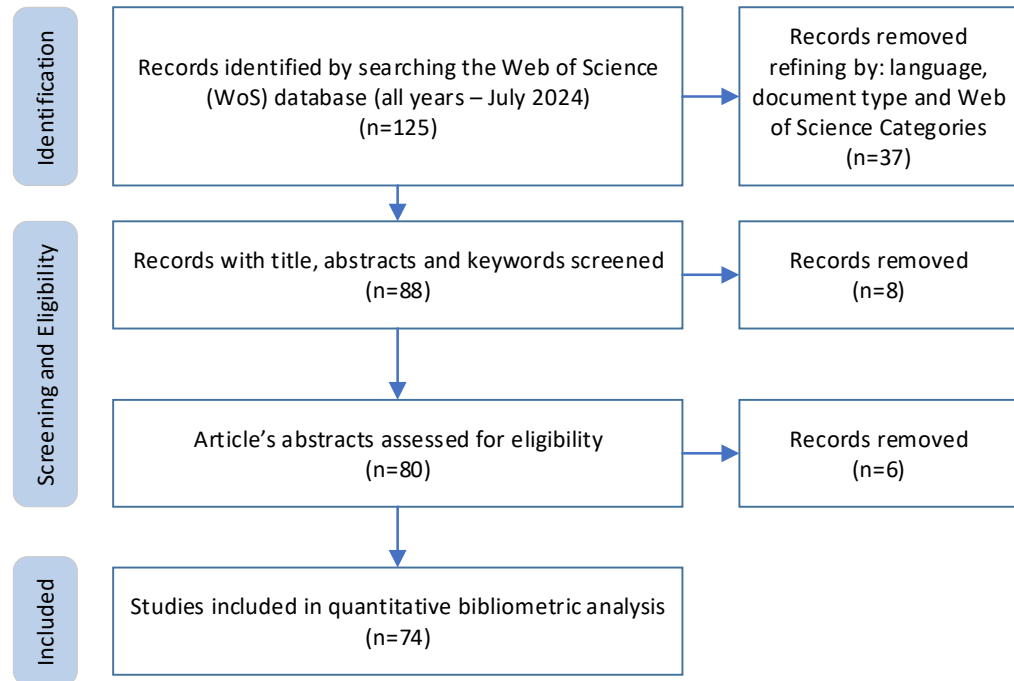 Identification
Records identified by searching the Web of Science
(WoS) database (all years – July 2024)
(n=125)
Records removed
refining by: language,
document type and Web
of Science Categories
(n=37)
Screening and Eligibility
Records with title, abstracts and keywords screened
(n=88)
Records removed
(n=8)
Article’s abstracts assessed for eligibility
(n=80)
Records removed
(n=6)
Included
Studies included in quantitative bibliometric analysis
(n=74)